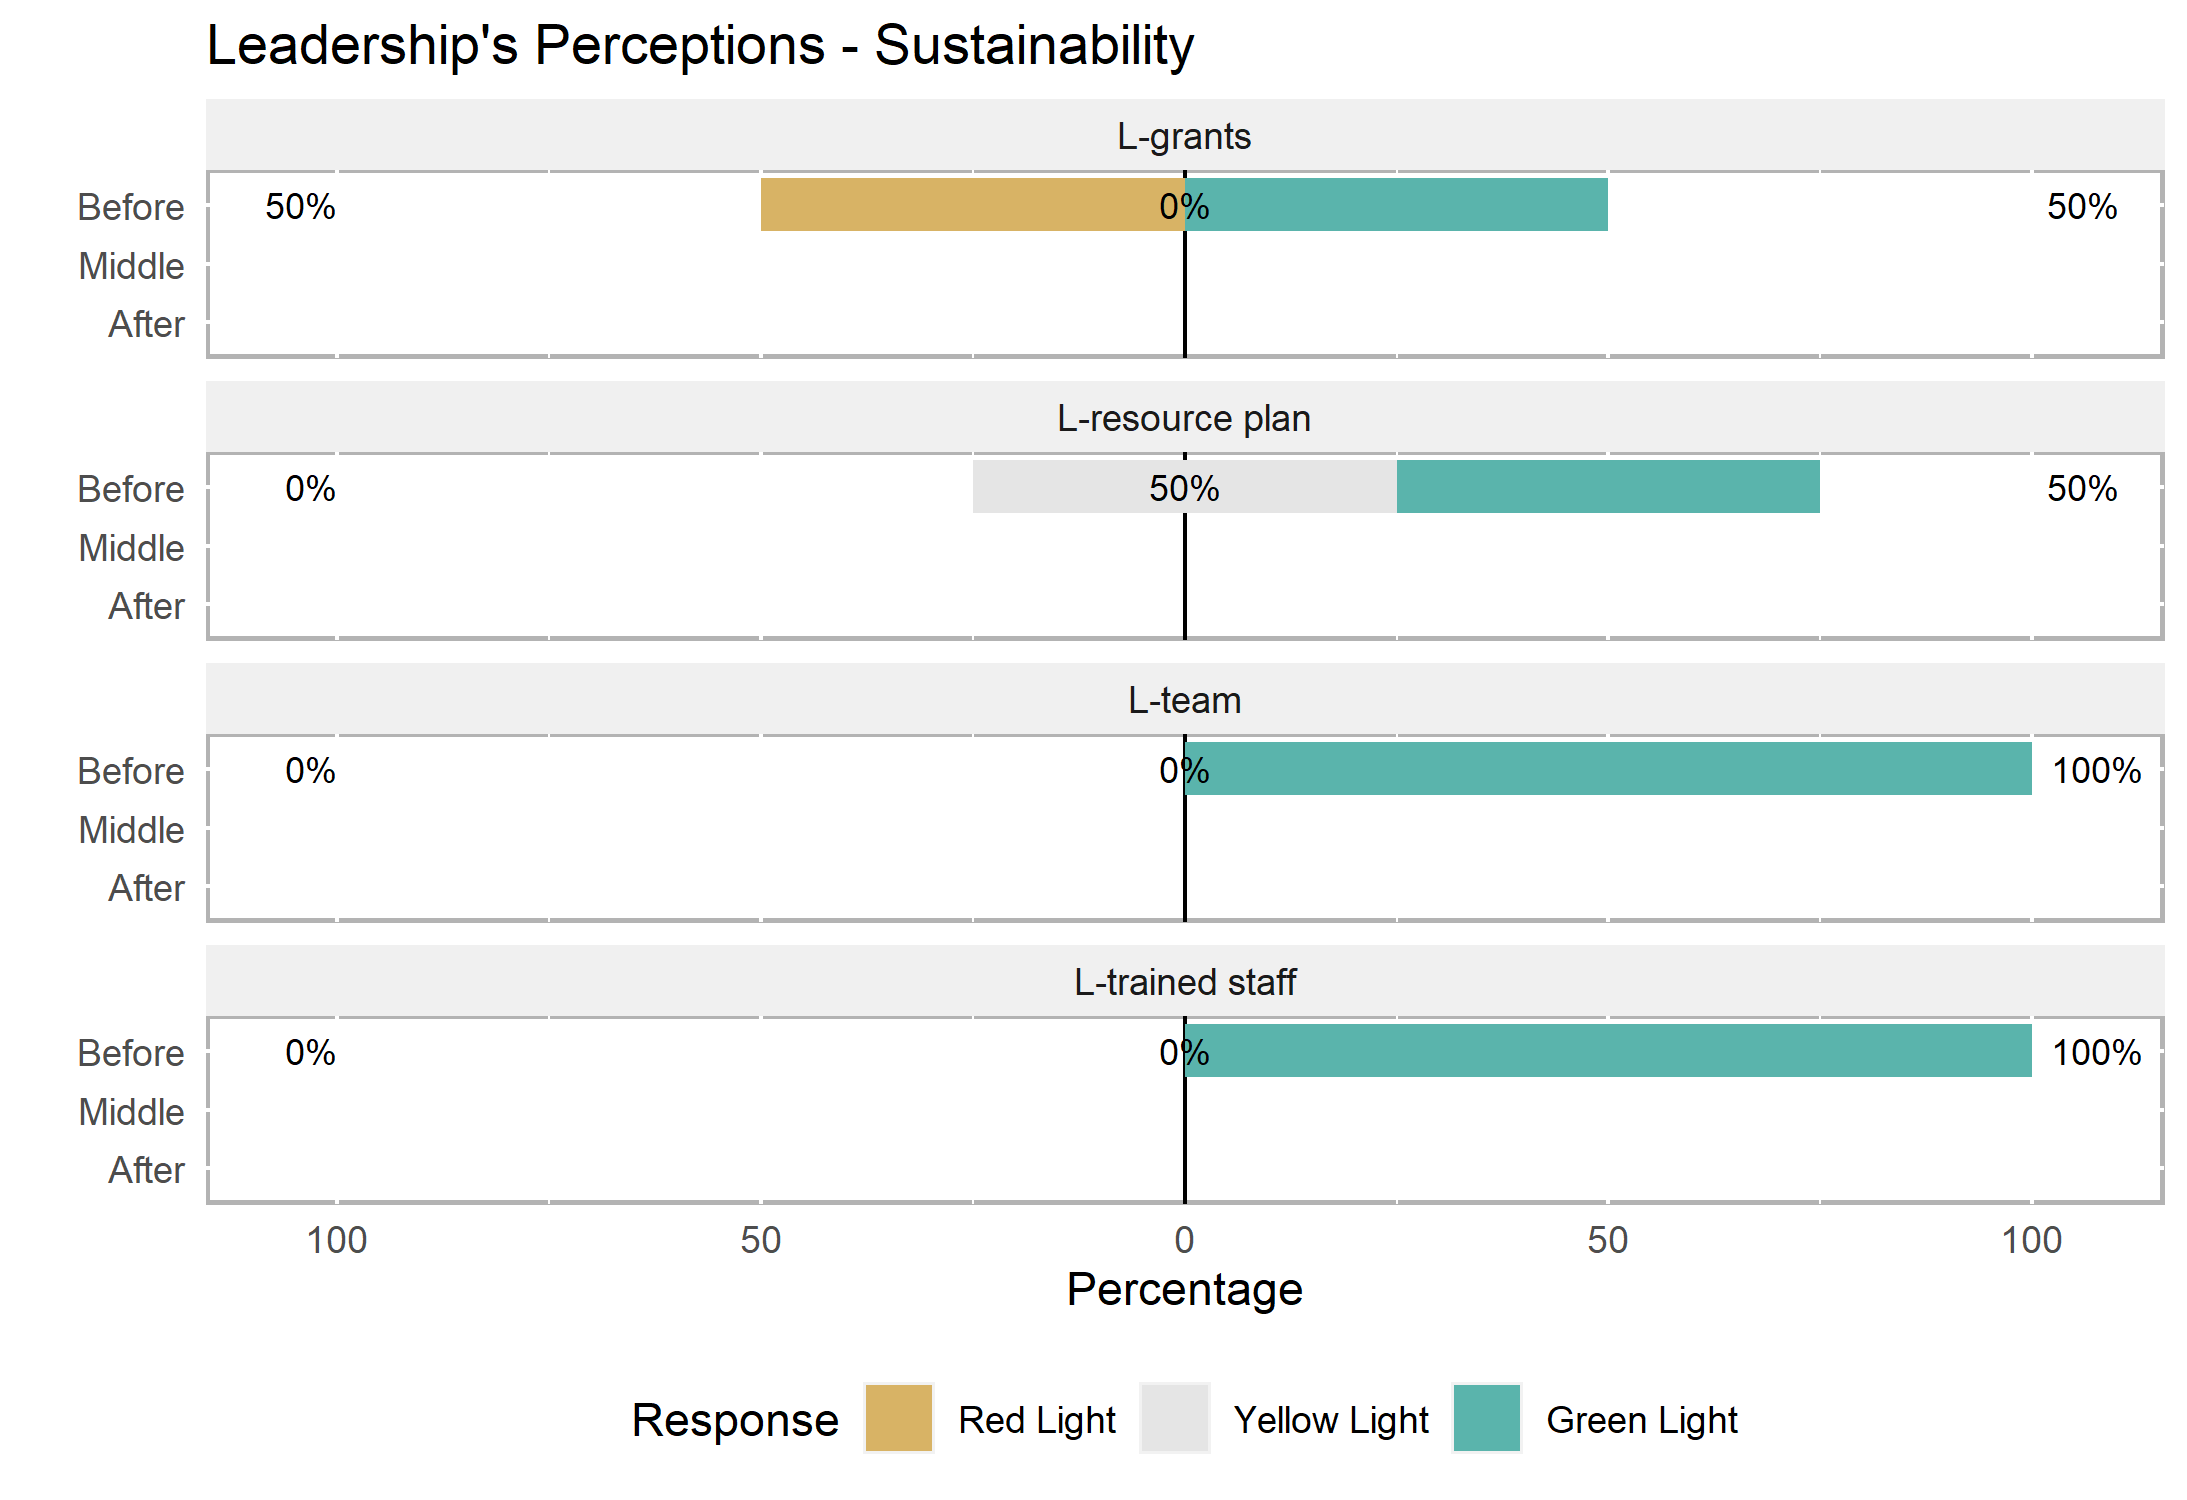 Leadership's Perceptions - Sustainability
L-grants
Before 50% 0% 50%
Middle
After
L-resource plan
Before 0% 50% 50%
Middle
After
L-team
Before 0% 0% 100%
Middle
After
L-trained staff
Before 0% 0% 100%
Middle
After
100 50 0 50 100
Percentage
Response Red Light Yellow Light Green Light